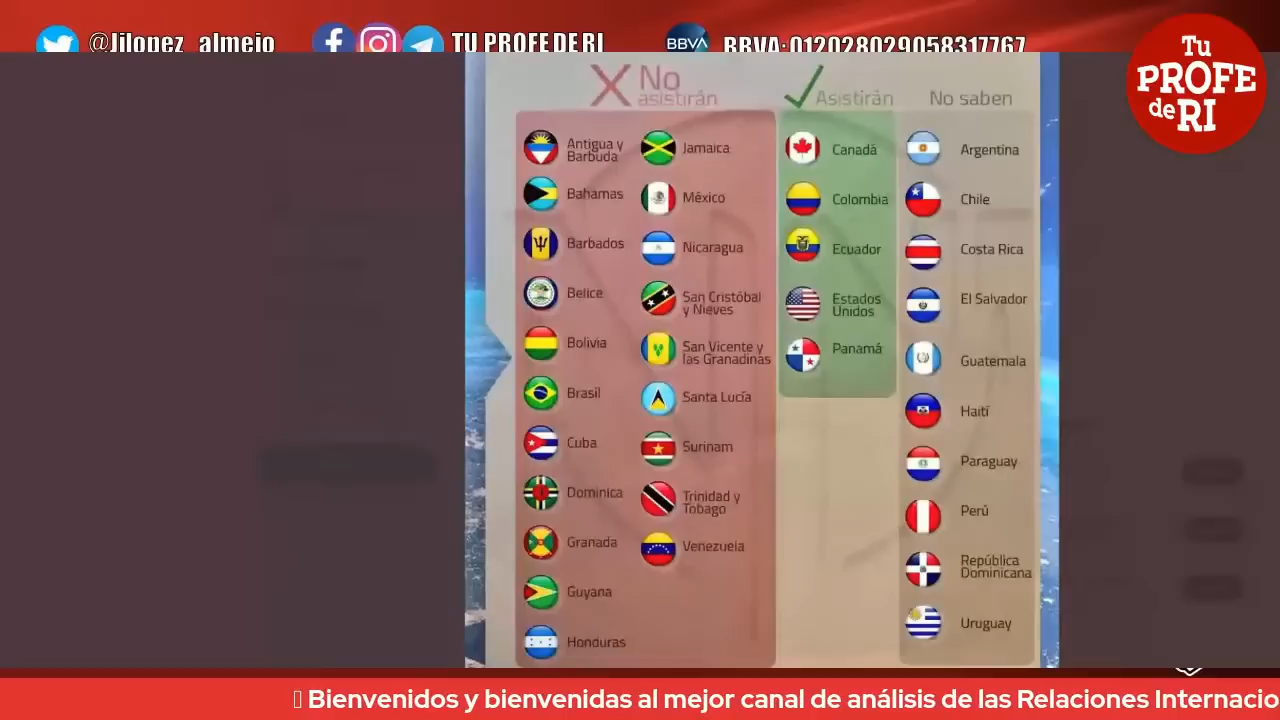 @Jilopez_almejo
TU PROFE DE RI
BBVA
BBVA: 012028029058317767
Tu
PROFE
de RI
No
asistirán
Asistirán
No saben
Antigua y
Barbuda
Bahamas
Barbados
Belice
Bolivia
Brasil
Cuba
Dominica
Granada
Guyana
Honduras
Jamaica
México
Nicaragua
San Cristóbal
y Nieves
San Vicente y
las Granadinas
Santa Lucía
Surinam
Trinidad y
Tobago
Venezuela
Canadá
Colombia
Ecuador
Estados
Unidos
Panamá
Argentina
Chile
Costa Rica
El Salvador
Guatemala
Haití
Paraguay
Perú
República
Dominicana
Uruguay
Bienvenidos y bienvenidas al mejor canal de análisis de las Relaciones Internacio